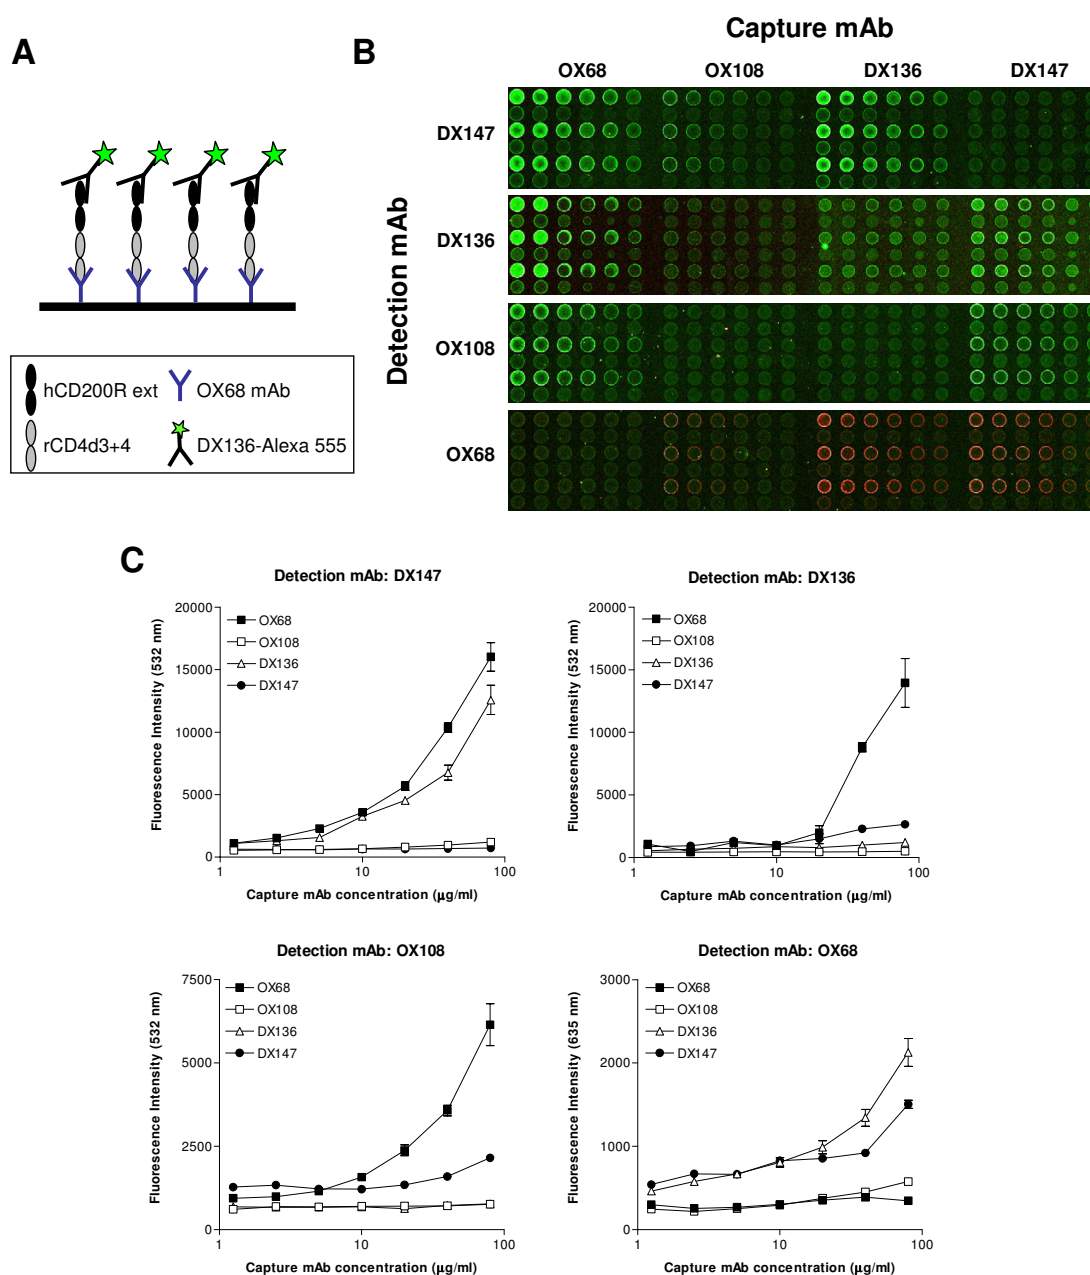 A
B
Capture mAb
OX68 OX108 DX136 DX147
Detection mAb
DX147
DX136
OX108
OX68
hCD200R ext
OX68 mAb
rCD4d3+4
DX136-Alexa 555
C
Detection mAb: DX147
Fluorescence Intensity (532 nm)
20000
15000
10000
5000
0
OX68
OX108
DX136
DX147
1 10 100
Capture mAb concentration (µg/ml)
Detection mAb: DX136
Fluorescence Intensity (532 nm)
20000
15000
10000
5000
0
OX68
OX108
DX136
DX147
1 10 100
Capture mAb concentration (µg/ml)
Detection mAb: OX108
Fluorescence Intensity (532 nm)
7500
5000
2500
0
OX68
OX108
DX136
DX147
1 10 100
Capture mAb concentration (µg/ml)
Detection mAb: OX68
Fluorescence Intensity (635 nm)
3000
2000
1000
0
OX68
OX108
DX136
DX147
1 10 100
Capture mAb concentration (µg/ml)